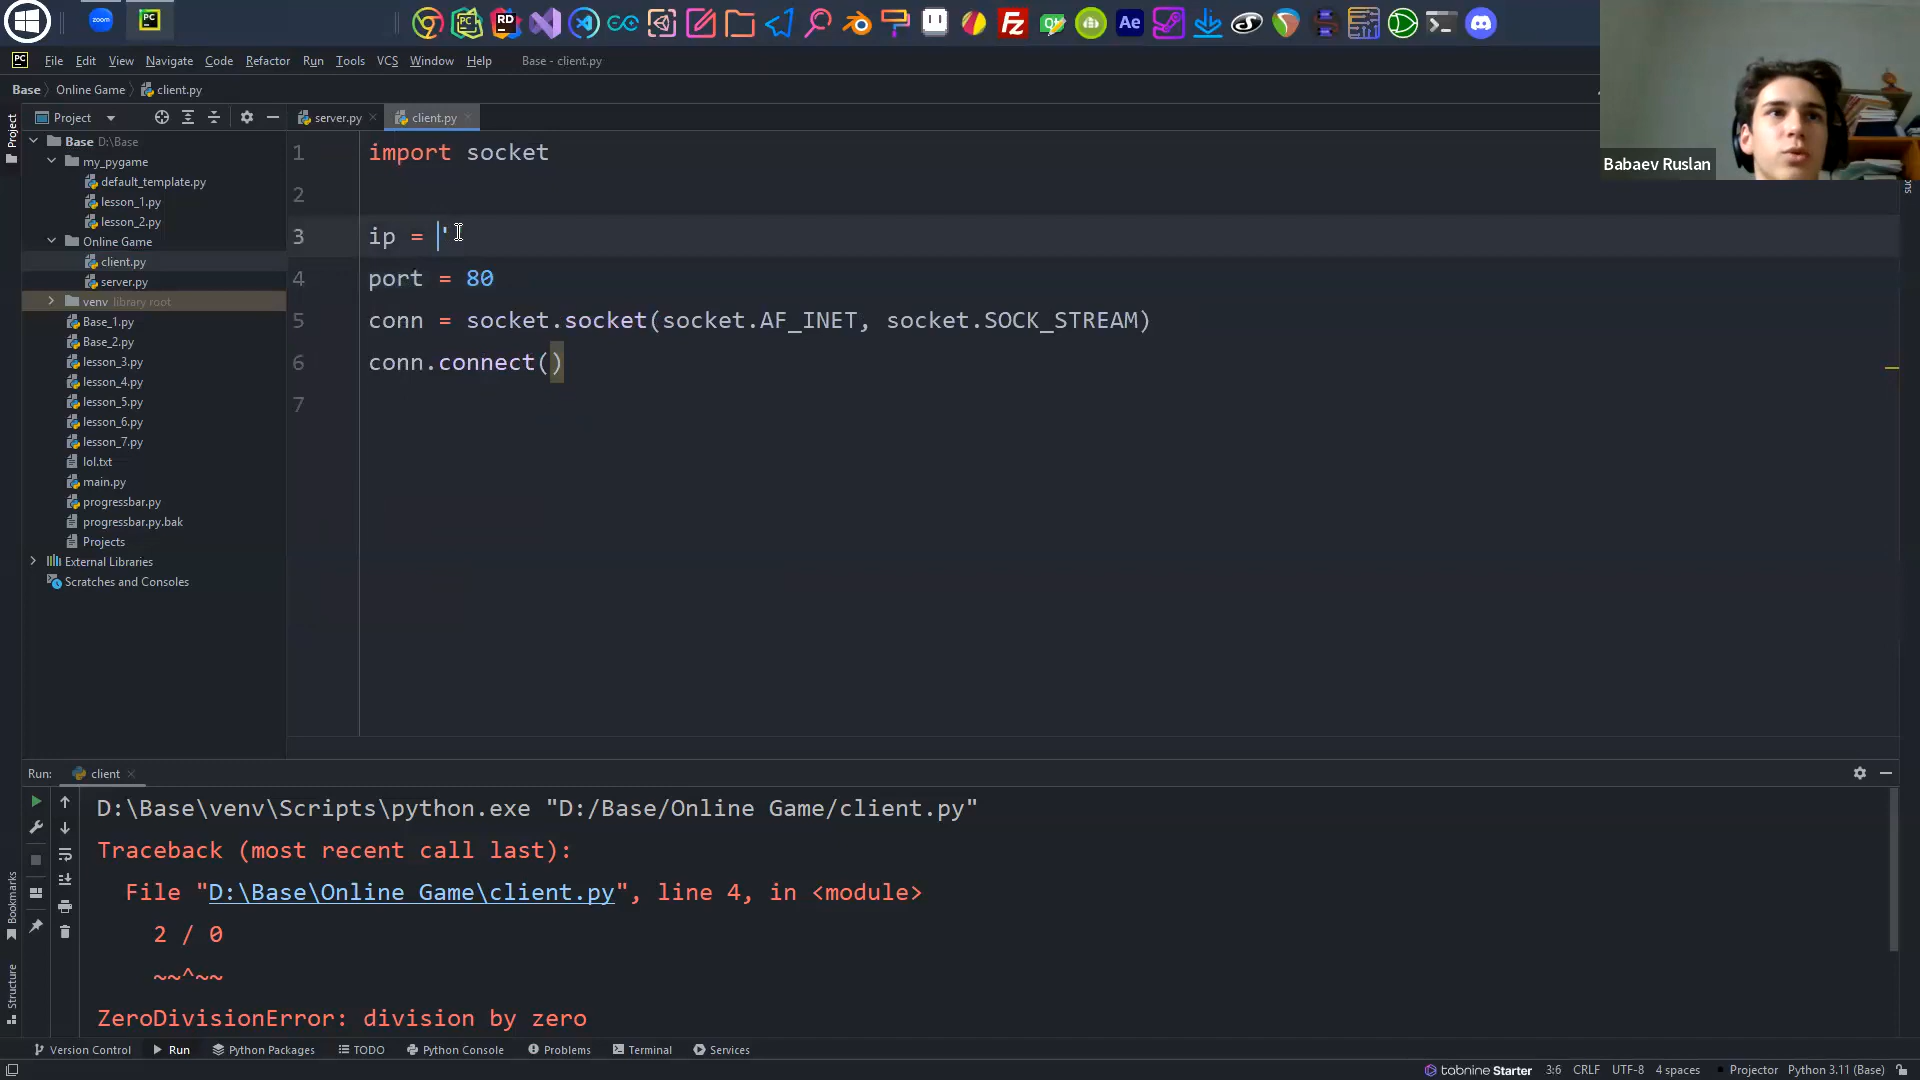 zoom
PC
RD
Ae
Qt
PC File Edit View Navigate Code Refactor Run Tools VCS Window Help Base - client.py
Base Online Game client.py
Project
server.py
client.py
Project
Base D:\Base
my_pygame
default_template.py
lesson_1.py
lesson_2.py
Online Game
client.py
server.py
venv library root
Base_1.py
Base_2.py
lesson_3.py
lesson_4.py
lesson_5.py
lesson_6.py
lesson_7.py
lol.txt
main.py
progressbar.py
progressbar.py.bak
Projects
External Libraries
Scratches and Consoles
1 import socket
2
3 ip = '
4 port = 80
5 conn = socket.socket(socket.AF_INET, socket.SOCK_STREAM)
6 conn.connect()
7
Babaev Ruslan
Run: client
D:\Base\venv\Scripts\python.exe "D:/Base/Online Game/client.py"
Traceback (most recent call last):
File "D:\Base\Online Game\client.py", line 4, in <module>
2 / 0
~~^~~
ZeroDivisionError: division by zero
Bookmarks
Structure
Version Control Run Python Packages TODO Python Console Problems Terminal Services
tabnine Starter 3:6 CRLF UTF-8 4 spaces Projector Python 3.11 (Base)